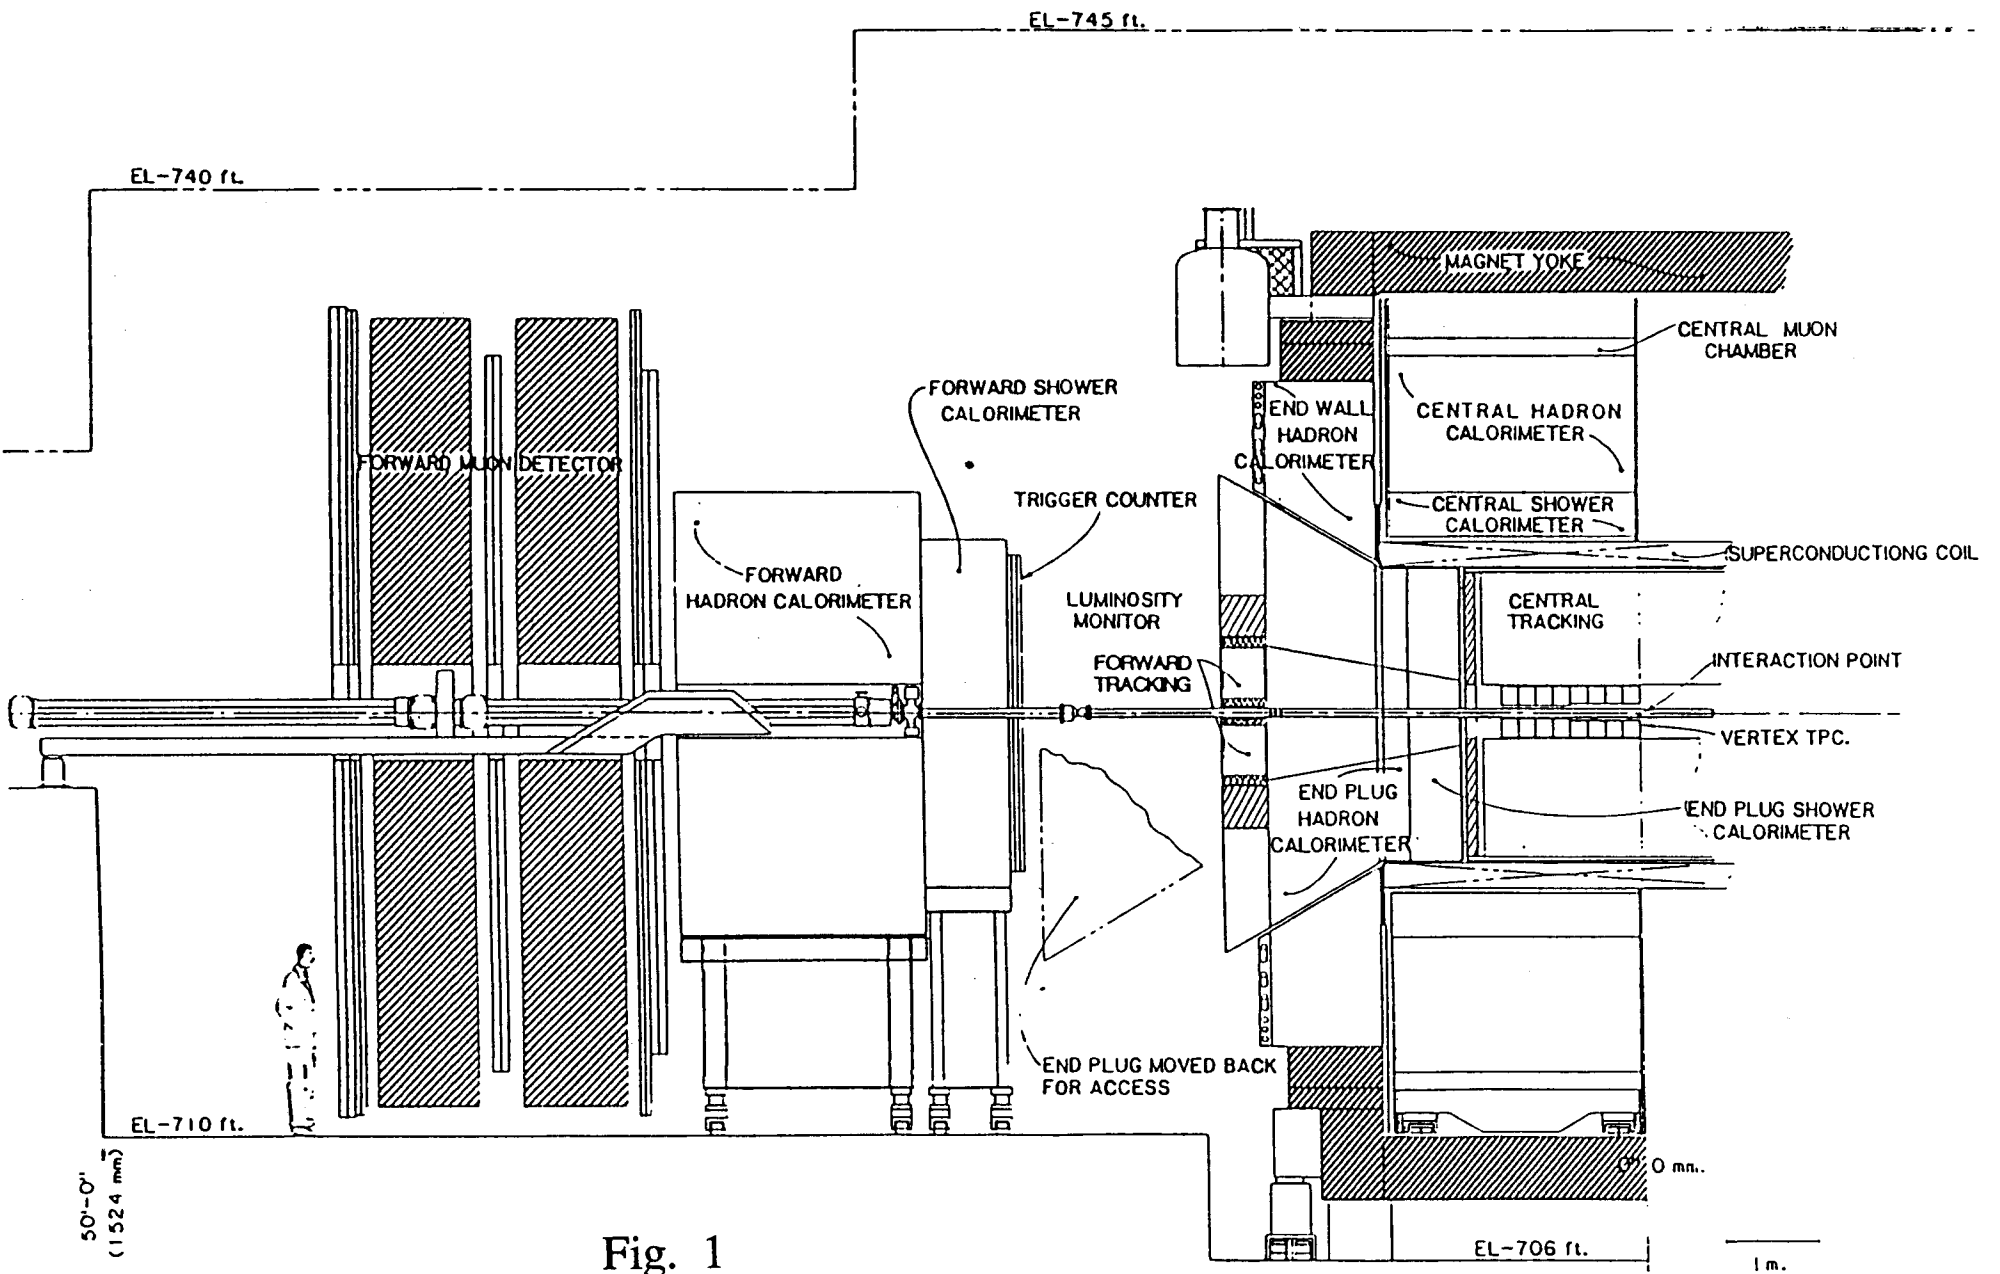 EL-745 ft.
EL-740 ft.
MAGNET YOKE
CENTRAL MUON
CHAMBER
FORWARD SHOWER
CALORIMETER
END WALL
HADRON
CALORIMETER
CENTRAL HADRON
CALORIMETER
FORWARD MUON DETECTOR
TRIGGER COUNTER
CENTRAL SHOWER
CALORIMETER
SUPERCONDUCTIONG COIL
FORWARD
HADRON CALORIMETER
LUMINOSITY
MONITOR
CENTRAL
TRACKING
FORWARD
TRACKING
INTERACTION POINT
VERTEX TPC.
END PLUG
HADRON
CALORIMETER
END PLUG SHOWER
CALORIMETER
END PLUG MOVED BACK
FOR ACCESS
EL-710 ft.
50'-0"
(1524 mm)
0 mm.
EL-706 ft.
1 m.
Fig. 1